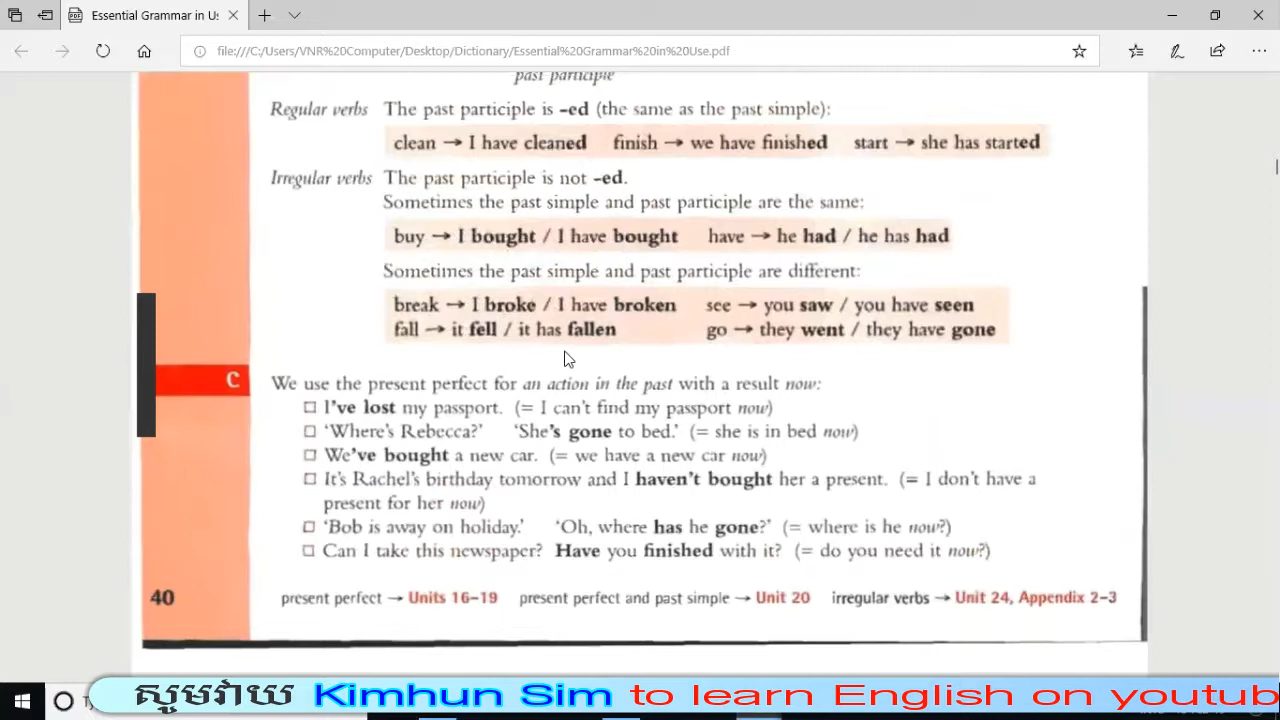 Essential Grammar in Us
file:///C:/Users/VNR%20Computer/Desktop/Dictionary/Essential%20Grammar%20in%20Use.pdf
past participle
Regular verbs The past participle is -ed (the same as the past simple):
clean → I have cleaned finish → we have finished start → she has started
Irregular verbs The past participle is not -ed.
Sometimes the past simple and past participle are the same:
buy → I bought / I have bought have → he had / he has had
Sometimes the past simple and past participle are different:
break → I broke / I have broken see → you saw / you have seen
fall → it fell / it has fallen go → they went / they have gone
C
We use the present perfect for an action in the past with a result now:
□ I've lost my passport. (= I can't find my passport now)
□ 'Where's Rebecca?' 'She's gone to bed.' (= she is in bed now)
□ We've bought a new car. (= we have a new car now)
□ It's Rachel's birthday tomorrow and I haven't bought her a present. (= I don't have a
present for her now)
□ 'Bob is away on holiday.' 'Oh, where has he gone?' (= where is he now?)
□ Can I take this newspaper? Have you finished with it? (= do you need it now?)
40 present perfect → Units 16–19 present perfect and past simple → Unit 20 irregular verbs → Unit 24, Appendix 2–3
សូមវាយ Kimhun Sim to learn English on youtub